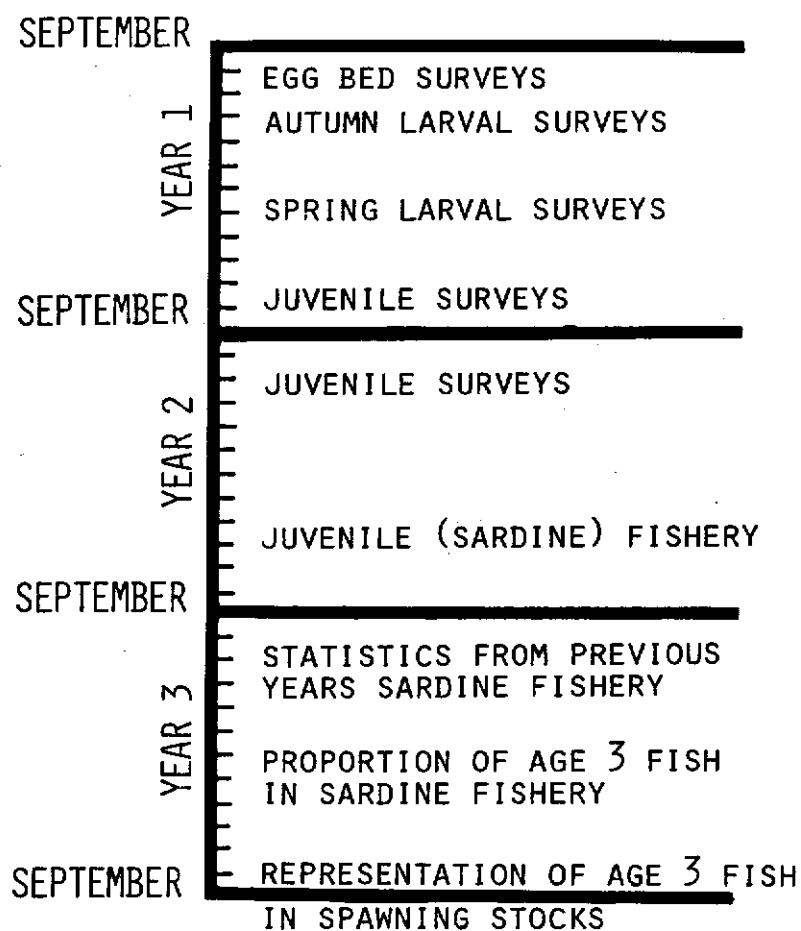 SEPTEMBER
EGG BED SURVEYS
AUTUMN LARVAL SURVEYS
YEAR 1
SPRING LARVAL SURVEYS
JUVENILE SURVEYS
SEPTEMBER
JUVENILE SURVEYS
YEAR 2
JUVENILE (SARDINE) FISHERY
SEPTEMBER
STATISTICS FROM PREVIOUS
YEARS SARDINE FISHERY
YEAR 3
PROPORTION OF AGE 3 FISH
IN SARDINE FISHERY
SEPTEMBER
REPRESENTATION OF AGE 3 FISH
IN SPAWNING STOCKS